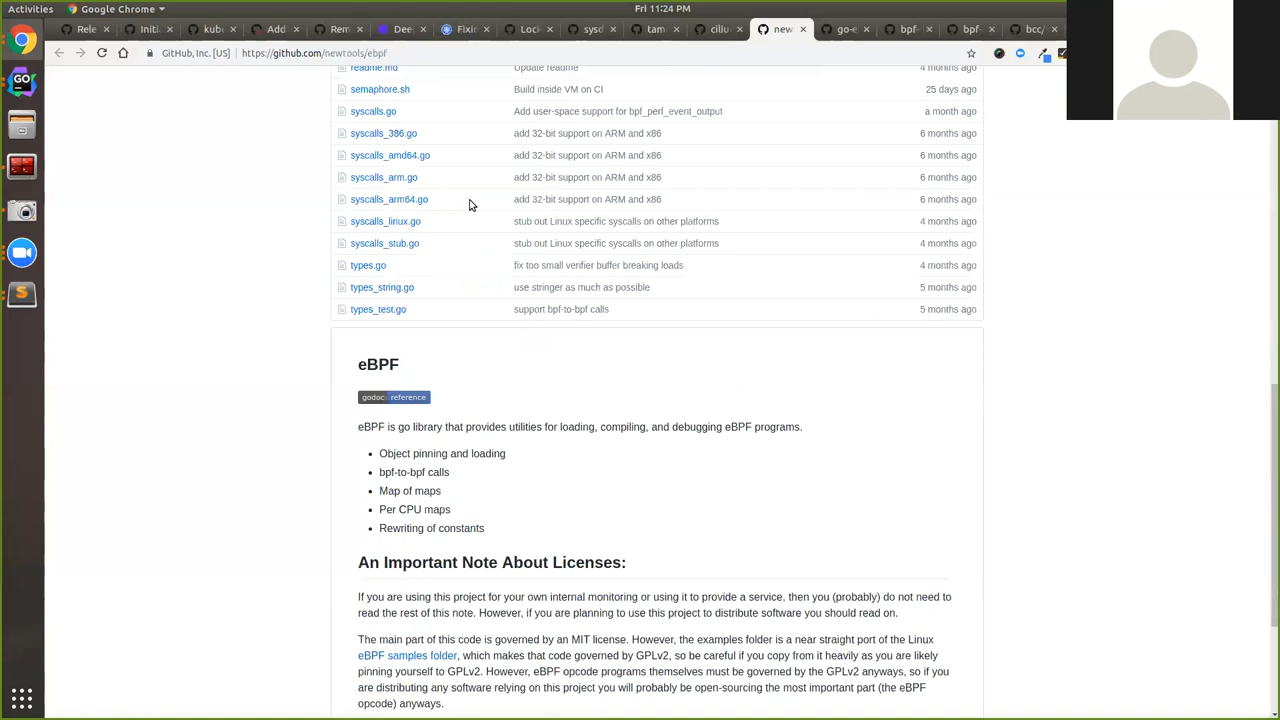 Activities
Google Chrome
Fri 11:24 PM
Rele
Initi
kub
Add
Rem
Dee
Fixi
Lock
sysd
tam
ciliu
new
go-e
bpf-
bpf-
bcc/
GitHub, Inc. [US]
https://github.com/newtools/ebpf
readme.md Update readme 4 months ago
semaphore.sh Build inside VM on CI 25 days ago
syscalls.go Add user-space support for bpf_perf_event_output a month ago
syscalls_386.go add 32-bit support on ARM and x86 6 months ago
syscalls_amd64.go add 32-bit support on ARM and x86 6 months ago
syscalls_arm.go add 32-bit support on ARM and x86 6 months ago
syscalls_arm64.go add 32-bit support on ARM and x86 6 months ago
syscalls_linux.go stub out Linux specific syscalls on other platforms 4 months ago
syscalls_stub.go stub out Linux specific syscalls on other platforms 4 months ago
types.go fix too small verifier buffer breaking loads 4 months ago
types_string.go use stringer as much as possible 5 months ago
types_test.go support bpf-to-bpf calls 5 months ago
eBPF
godoc reference
eBPF is go library that provides utilities for loading, compiling, and debugging eBPF programs.
• Object pinning and loading
• bpf-to-bpf calls
• Map of maps
• Per CPU maps
• Rewriting of constants
An Important Note About Licenses:
If you are using this project for your own internal monitoring or using it to provide a service, then you (probably) do not need to
read the rest of this note. However, if you are planning to use this project to distribute software you should read on.
The main part of this code is governed by an MIT license. However, the examples folder is a near straight port of the Linux
eBPF samples folder, which makes that code governed by GPLv2, so be careful if you copy from it heavily as you are likely
pinning yourself to GPLv2. However, eBPF opcode programs themselves must be governed by the GPLv2 anyways, so if you
are distributing any software relying on this project you will probably be open-sourcing the most important part (the eBPF
opcode) anyways.